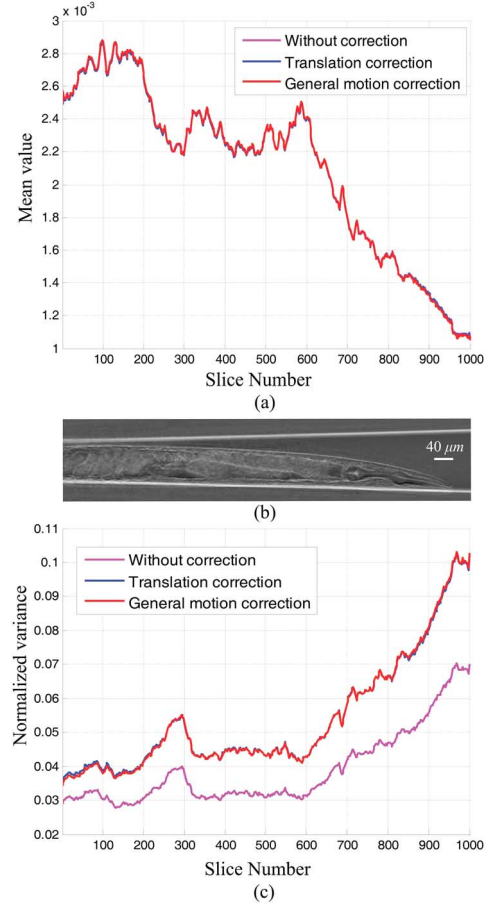 x 10⁻³
3
2.8
2.6
2.4
2.2
2
1.8
1.6
1.4
1.2
1
Mean value
Without correction
Translation correction
General motion correction
100 200 300 400 500 600 700 800 900 1000
Slice Number
(a)
40 μm
(b)
0.11
0.1
0.09
0.08
0.07
0.06
0.05
0.04
0.03
0.02
Normalized variance
Without correction
Translation correction
General motion correction
100 200 300 400 500 600 700 800 900 1000
Slice Number
(c)